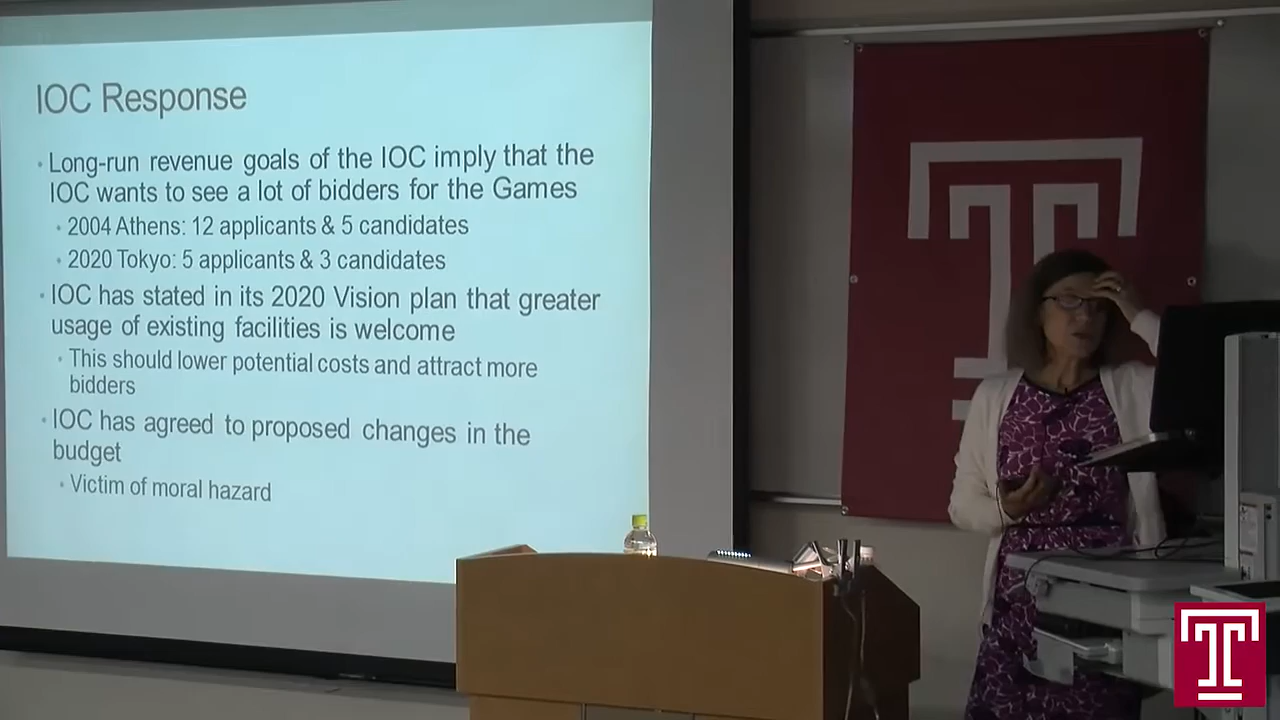 IOC Response
Long-run revenue goals of the IOC imply that the
IOC wants to see a lot of bidders for the Games
2004 Athens: 12 applicants & 5 candidates
2020 Tokyo: 5 applicants & 3 candidates
IOC has stated in its 2020 Vision plan that greater
usage of existing facilities is welcome
This should lower potential costs and attract more
bidders
IOC has agreed to proposed changes in the
budget
Victim of moral hazard
T
T